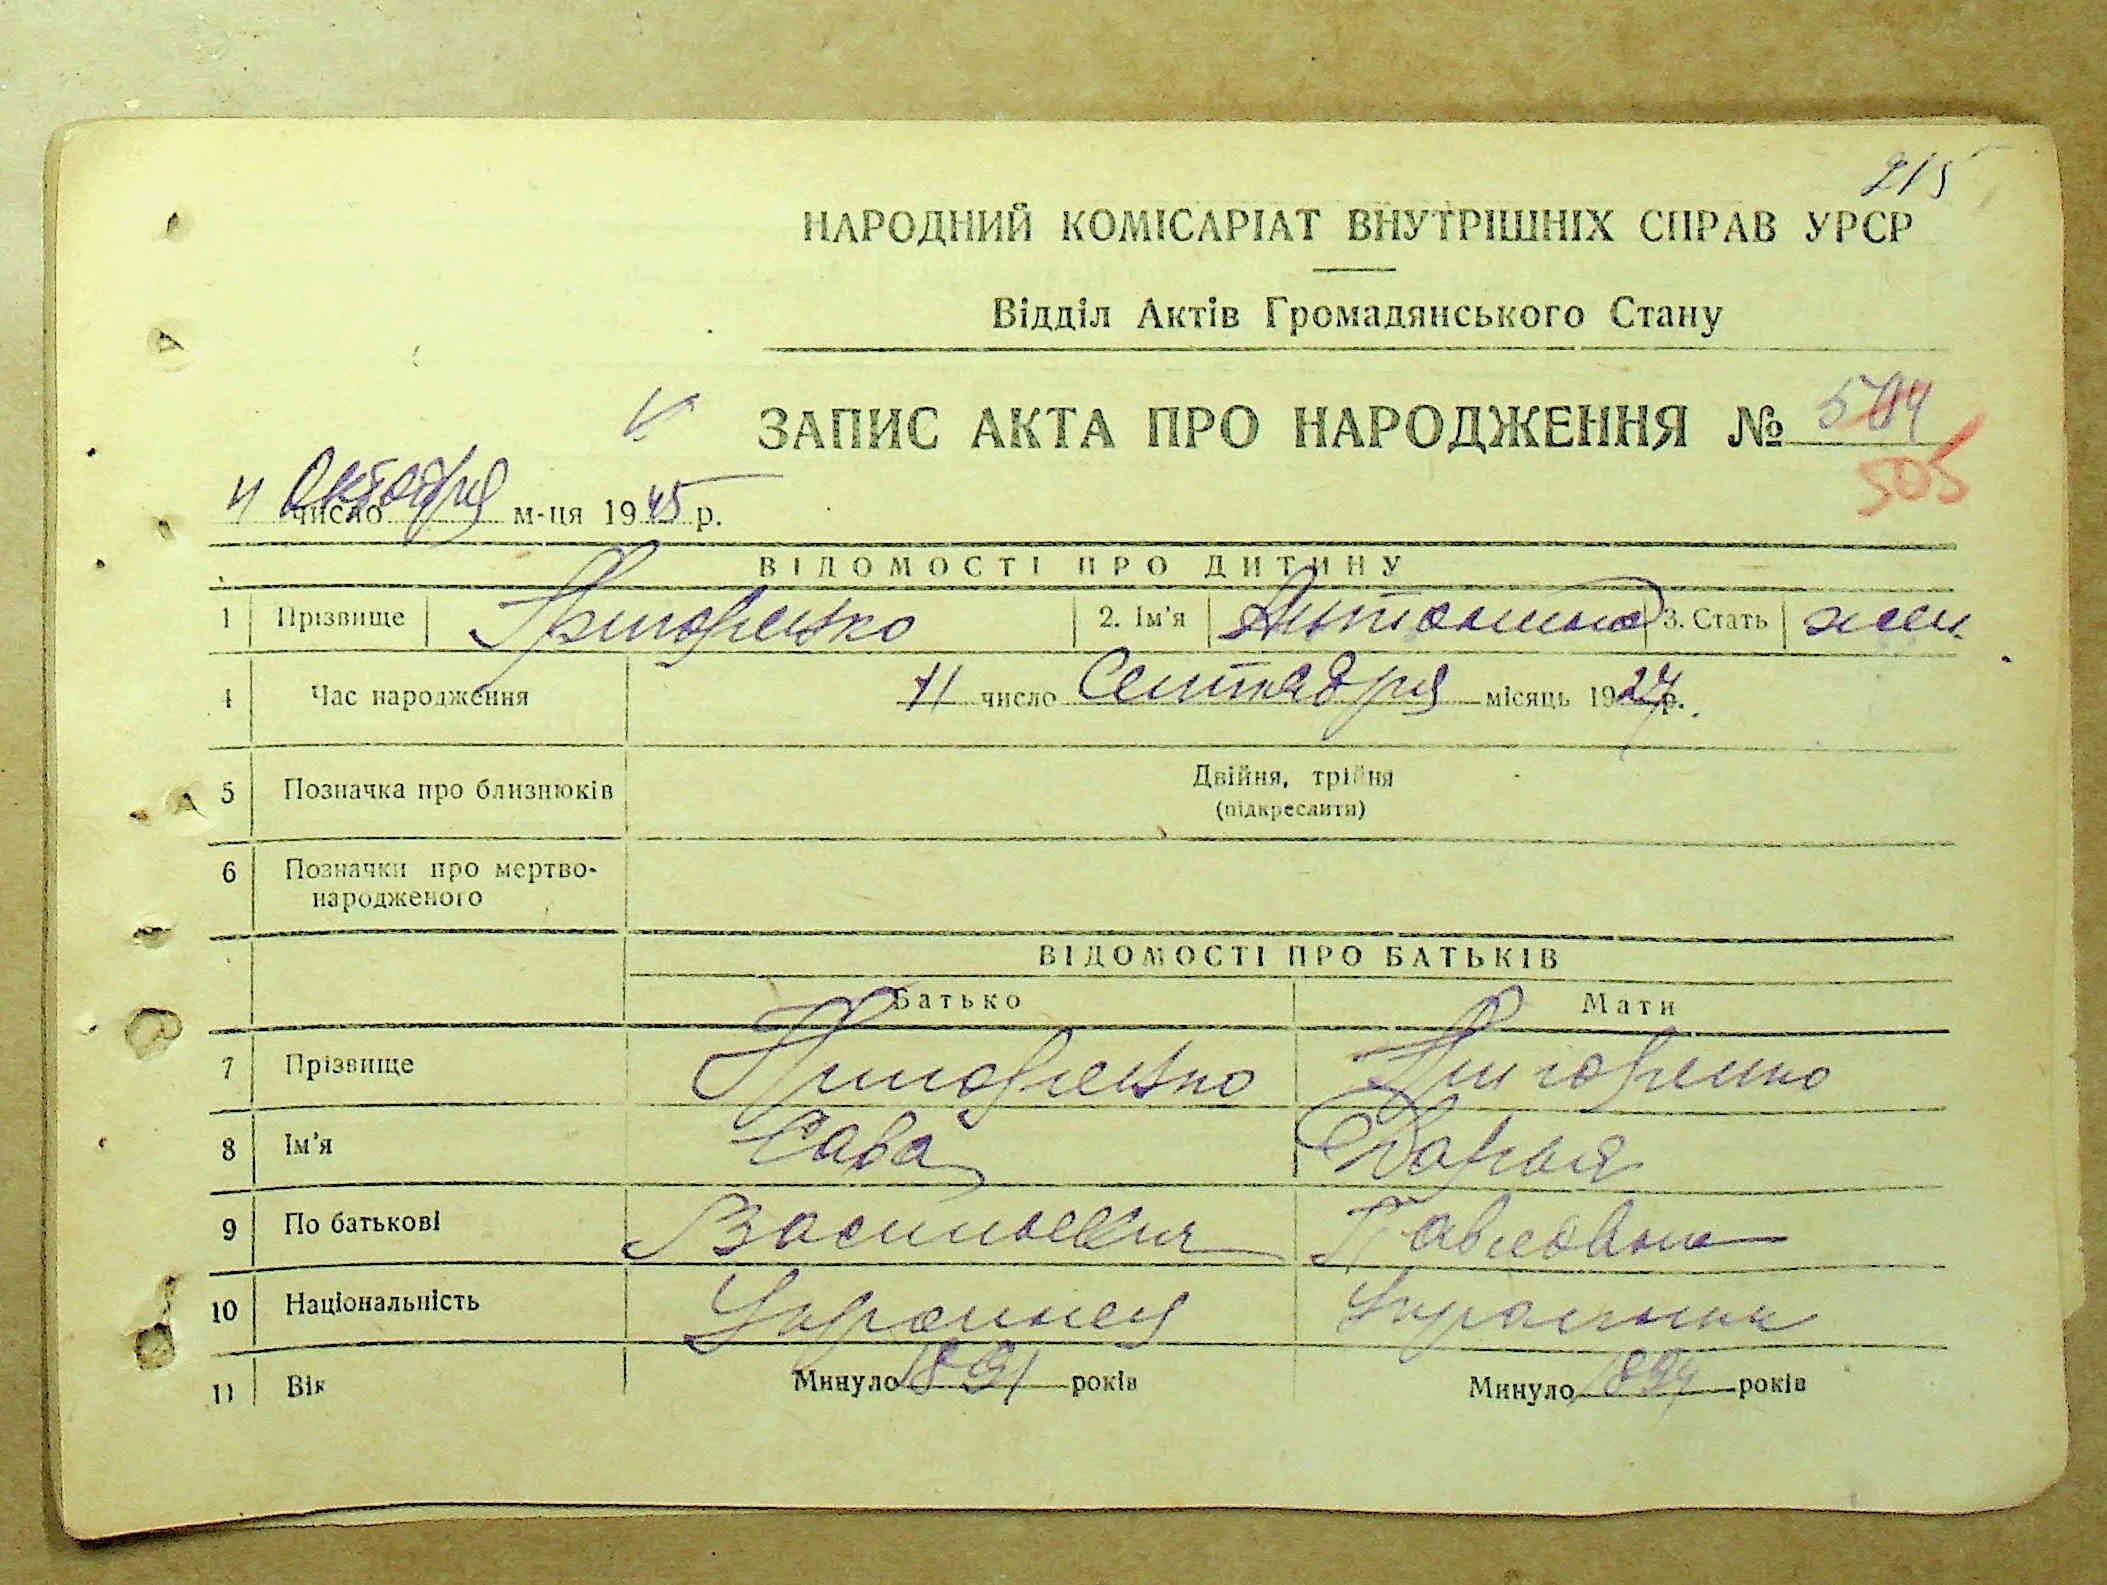 215
НАРОДНИЙ КОМІСАРІАТ ВНУТРІШНІХ СПРАВ УРСР
Відділ Актів Громадянського Стану
ЗАПИС АКТА ПРО НАРОДЖЕННЯ № 504
505
число Октября м-ця 1945 р.
ВІДОМОСТІ ПРО ДИТИНУ
1 Прізвище Григоренко 2. Ім'я Антонина 3. Стать жен.
4 Час народження 11 число Сентября місяць 1927 р.
5 Позначка про близнюків Двійня, трійня
(підкреслити)
6 Позначки про мертво-
народженого
ВІДОМОСТІ ПРО БАТЬКІВ
Батько Мати
7 Прізвище Григоренко Григоренко
8 Ім'я Сава Дария
9 По батькові Васильевич Павловна
10 Національність Украинец Украинка
11 Вік Минуло 1891 років Минуло 1894 років